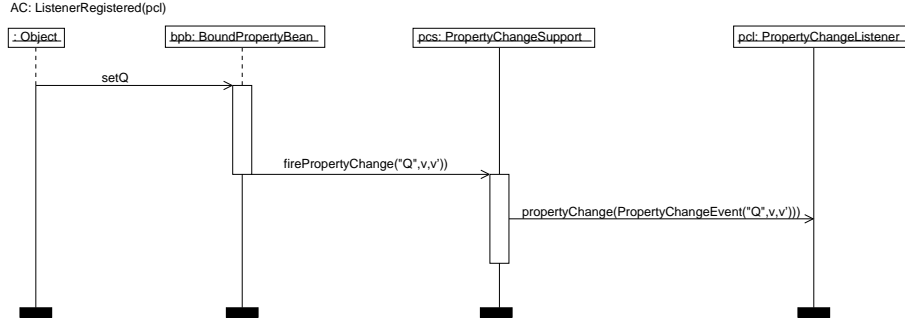 AC: ListenerRegistered(pcl)
: Object
bpb: BoundPropertyBean
pcs: PropertyChangeSupport
pcl: PropertyChangeListener
setQ
firePropertyChange("Q",v,v'))
propertyChange(PropertyChangeEvent("Q",v,v')))